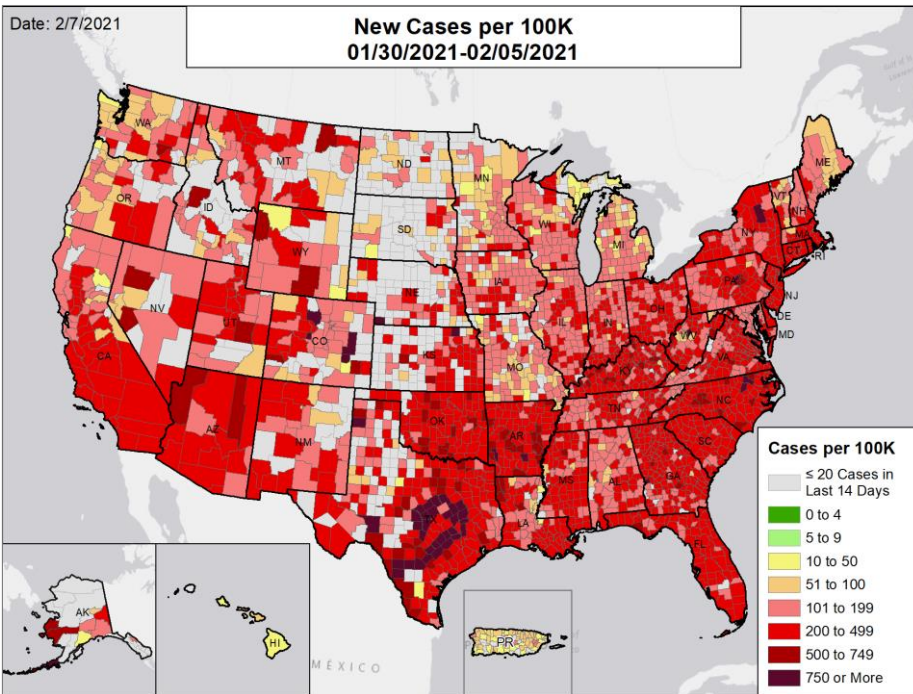 Date: 2/7/2021
New Cases per 100K
01/30/2021-02/05/2021
WA
MT
ND
MN
ME
OR
ID
SD
WI
MI
VT
NH
NY
MA
CT
RI
WY
IA
NE
PA
NJ
NV
UT
CO
IL
IN
OH
DE
MD
WV
VA
CA
KS
MO
KY
AZ
NM
OK
AR
TN
NC
SC
MS
AL
GA
TX
LA
FL
AK
HI
PR
MÉXICO
Cases per 100K
≤ 20 Cases in
Last 14 Days
0 to 4
5 to 9
10 to 50
51 to 100
101 to 199
200 to 499
500 to 749
750 or More